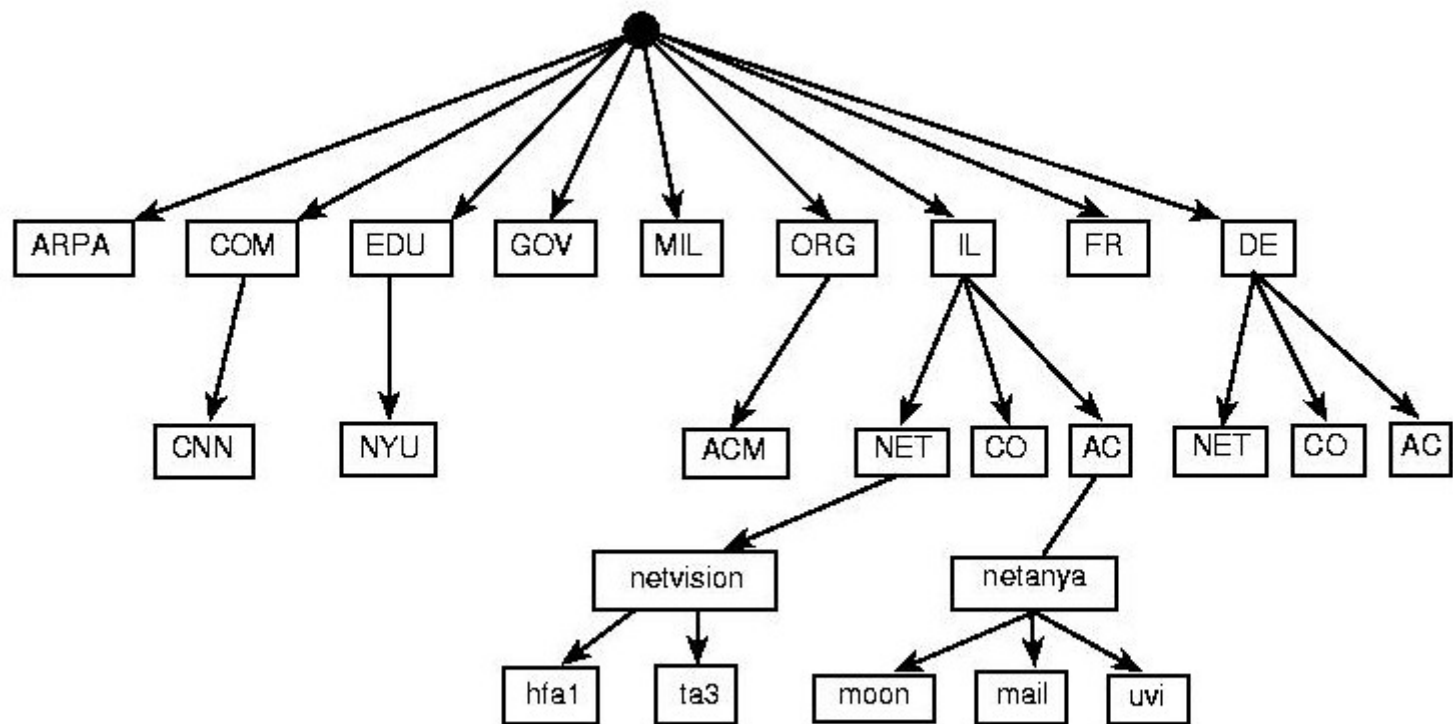 ARPA COM EDU GOV MIL ORG IL FR DE
CNN NYU ACM NET CO AC NET CO AC
netvision netanya
hfa1 ta3 moon mail uvi